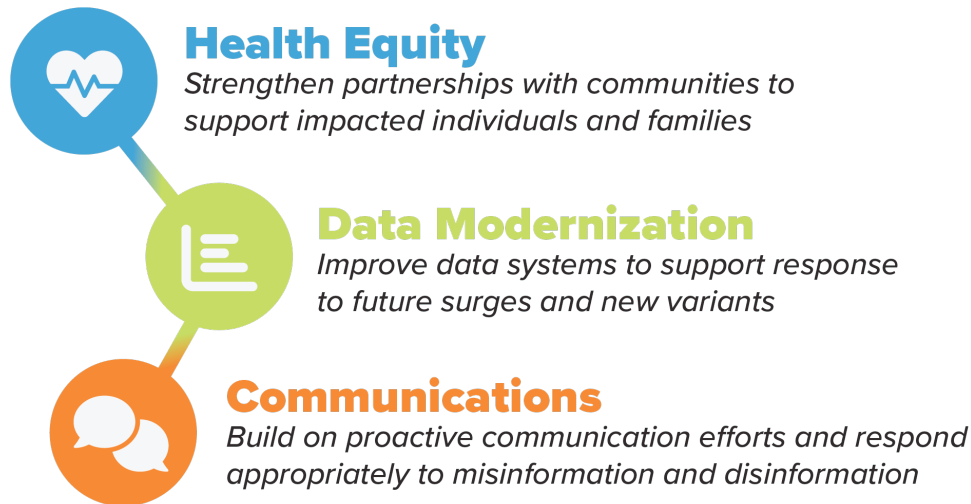 Health Equity
Strengthen partnerships with communities to
support impacted individuals and families
Data Modernization
Improve data systems to support response
to future surges and new variants
Communications
Build on proactive communication efforts and respond
appropriately to misinformation and disinformation